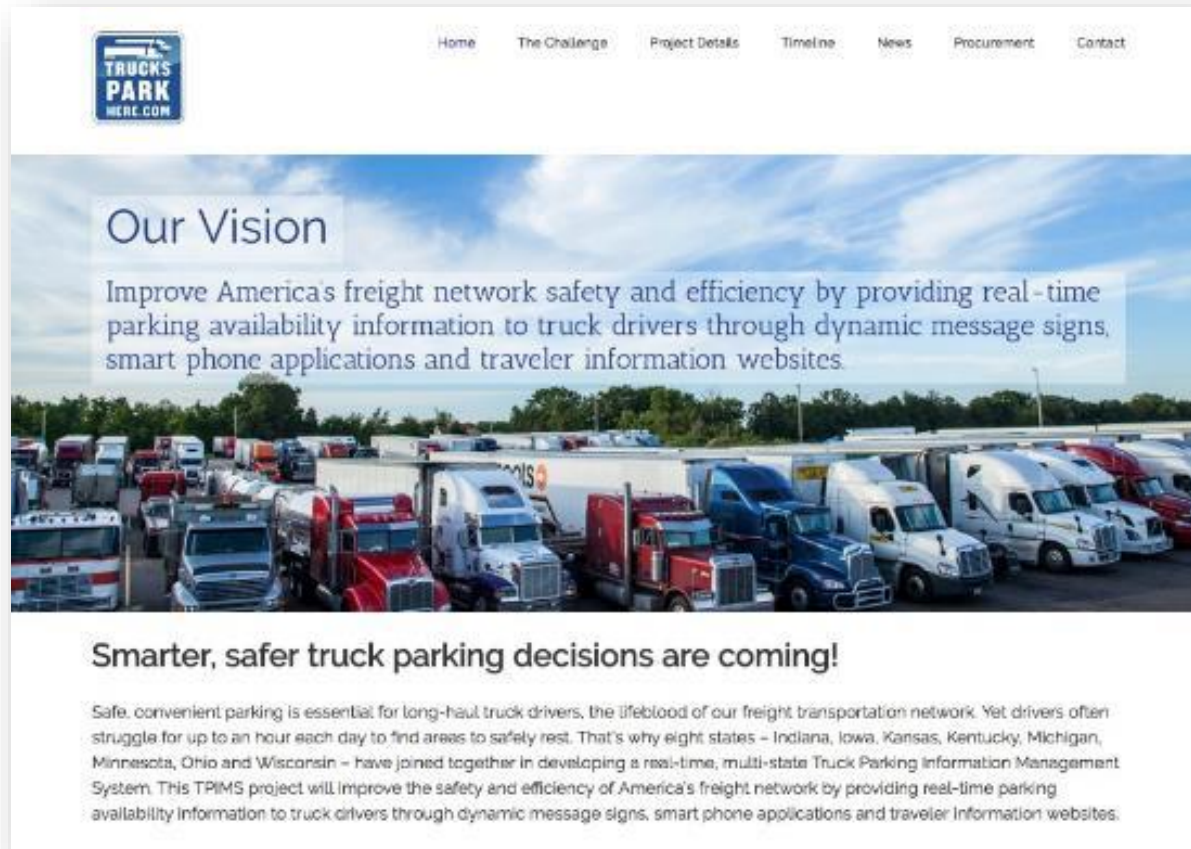 TRUCKS
PARK
HERE.COM
Home The Challenge Project Details Timeline News Procurement Contact
Our Vision
Improve America's freight network safety and efficiency by providing real-time
parking availability information to truck drivers through dynamic message signs,
smart phone applications and traveler information websites.
Smarter, safer truck parking decisions are coming!
Safe, convenient parking is essential for long-haul truck drivers, the lifeblood of our freight transportation network. Yet drivers often
struggle for up to an hour each day to find areas to safely rest. That's why eight states – Indiana, Iowa, Kansas, Kentucky, Michigan,
Minnesota, Ohio and Wisconsin – have joined together in developing a real-time, multi-state Truck Parking Information Management
System. This TPIMS project will improve the safety and efficiency of America's freight network by providing real-time parking
availability information to truck drivers through dynamic message signs, smart phone applications and traveler information websites.